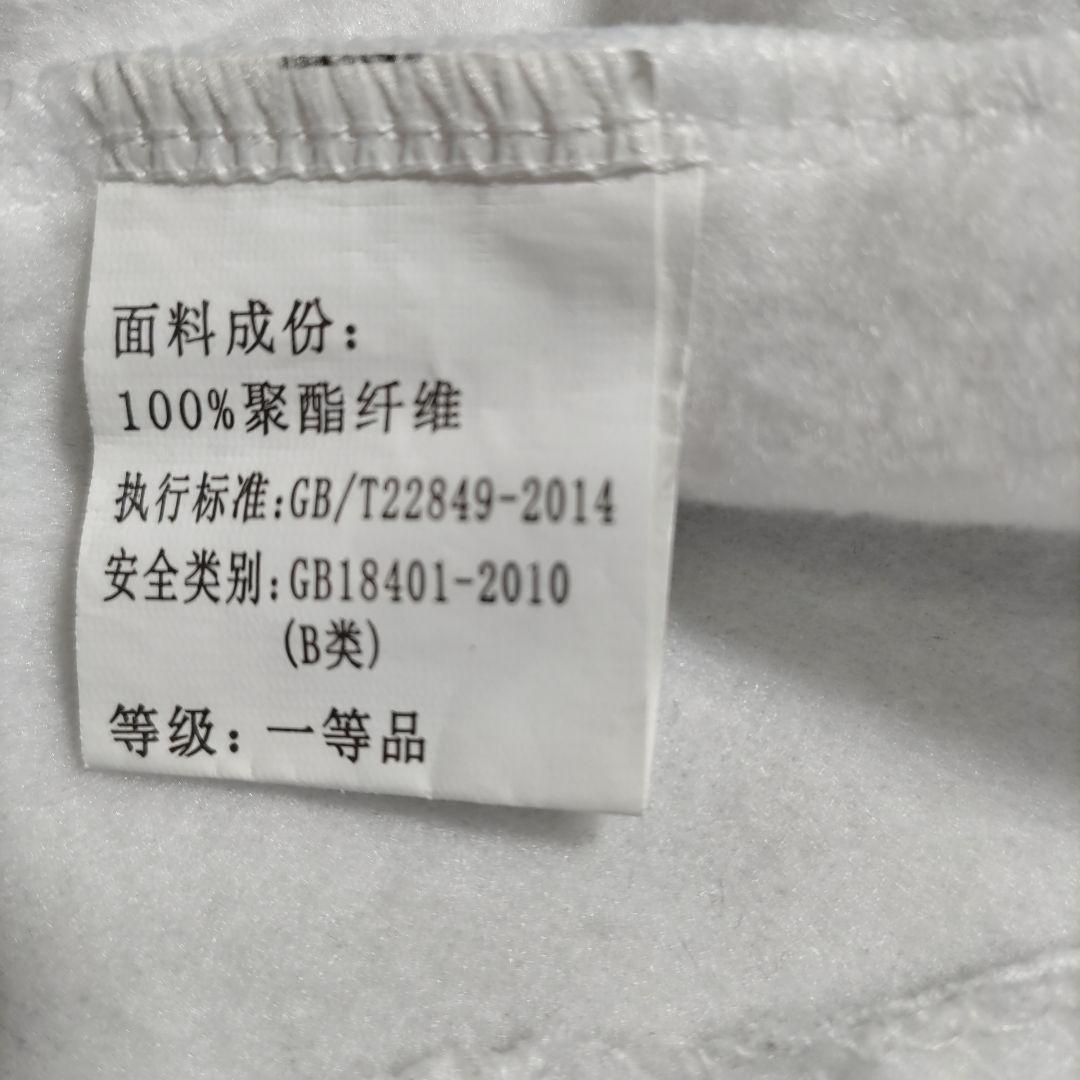 面料成份：
100%聚酯纤维
执行标准:GB/T22849-2014
安全类别:GB18401-2010
(B类)
等级：一等品